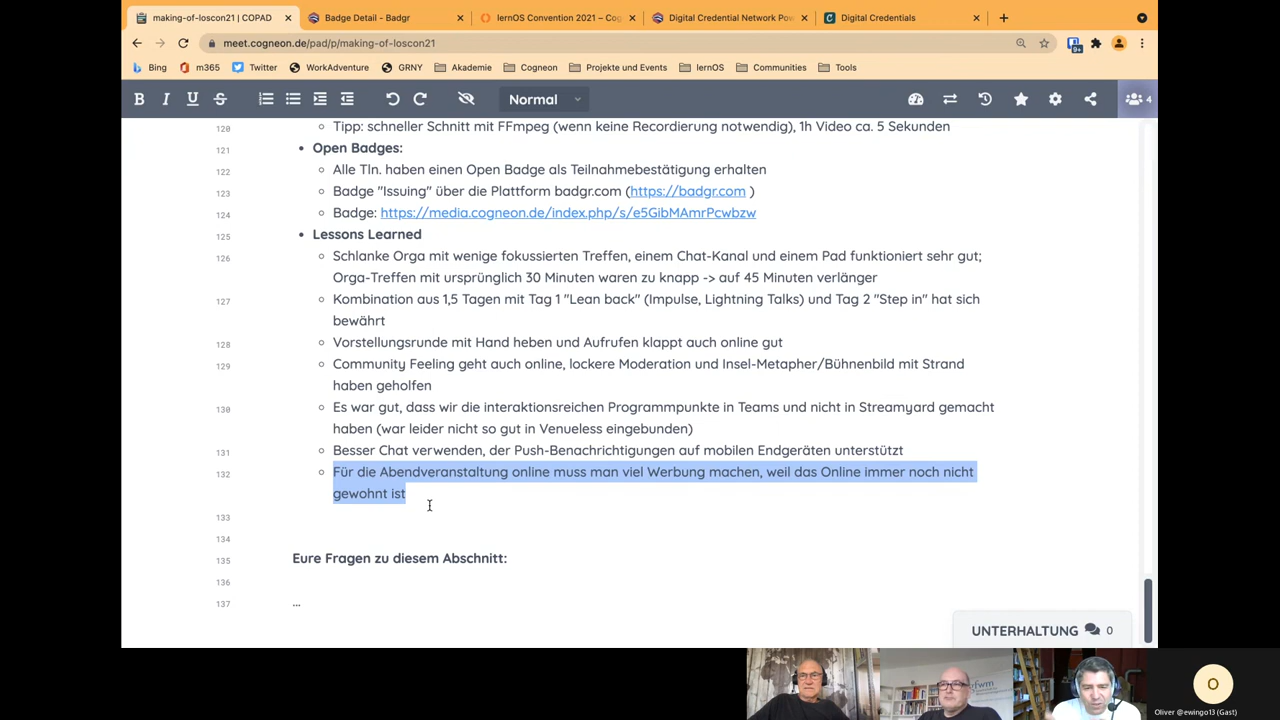 making-of-loscon21 | COPAD
Badge Detail - Badgr
lernOS Convention 2021 – Cog
Digital Credential Network Pow
Digital Credentials
meet.cogneon.de/pad/p/making-of-loscon21
9+
Bing
m365
Twitter
WorkAdventure
GRNY
Akademie
Cogneon
Projekte und Events
lernOS
Communities
Tools
B I U S
Normal
4
120 Tipp: schneller Schnitt mit FFmpeg (wenn keine Recordierung notwendig), 1h Video ca. 5 Sekunden
121 Open Badges:
122 Alle Tln. haben einen Open Badge als Teilnahmebestätigung erhalten
123 Badge "Issuing" über die Plattform badgr.com (https://badgr.com )
124 Badge: https://media.cogneon.de/index.php/s/e5GibMAmrPcwbzw
125 Lessons Learned
126 Schlanke Orga mit wenige fokussierten Treffen, einem Chat-Kanal und einem Pad funktioniert sehr gut;
Orga-Treffen mit ursprünglich 30 Minuten waren zu knapp -> auf 45 Minuten verlänger
127 Kombination aus 1,5 Tagen mit Tag 1 "Lean back" (Impulse, Lightning Talks) und Tag 2 "Step in" hat sich
bewährt
128 Vorstellungsrunde mit Hand heben und Aufrufen klappt auch online gut
129 Community Feeling geht auch online, lockere Moderation und Insel-Metapher/Bühnenbild mit Strand
haben geholfen
130 Es war gut, dass wir die interaktionsreichen Programmpunkte in Teams und nicht in Streamyard gemacht
haben (war leider nicht so gut in Venueless eingebunden)
131 Besser Chat verwenden, der Push-Benachrichtigungen auf mobilen Endgeräten unterstützt
132 Für die Abendveranstaltung online muss man viel Werbung machen, weil das Online immer noch nicht
gewohnt ist
133
134
135 Eure Fragen zu diesem Abschnitt:
136
137 ...
UNTERHALTUNG 0
gfwm
O
Oliver @ewingo13 (Gast)